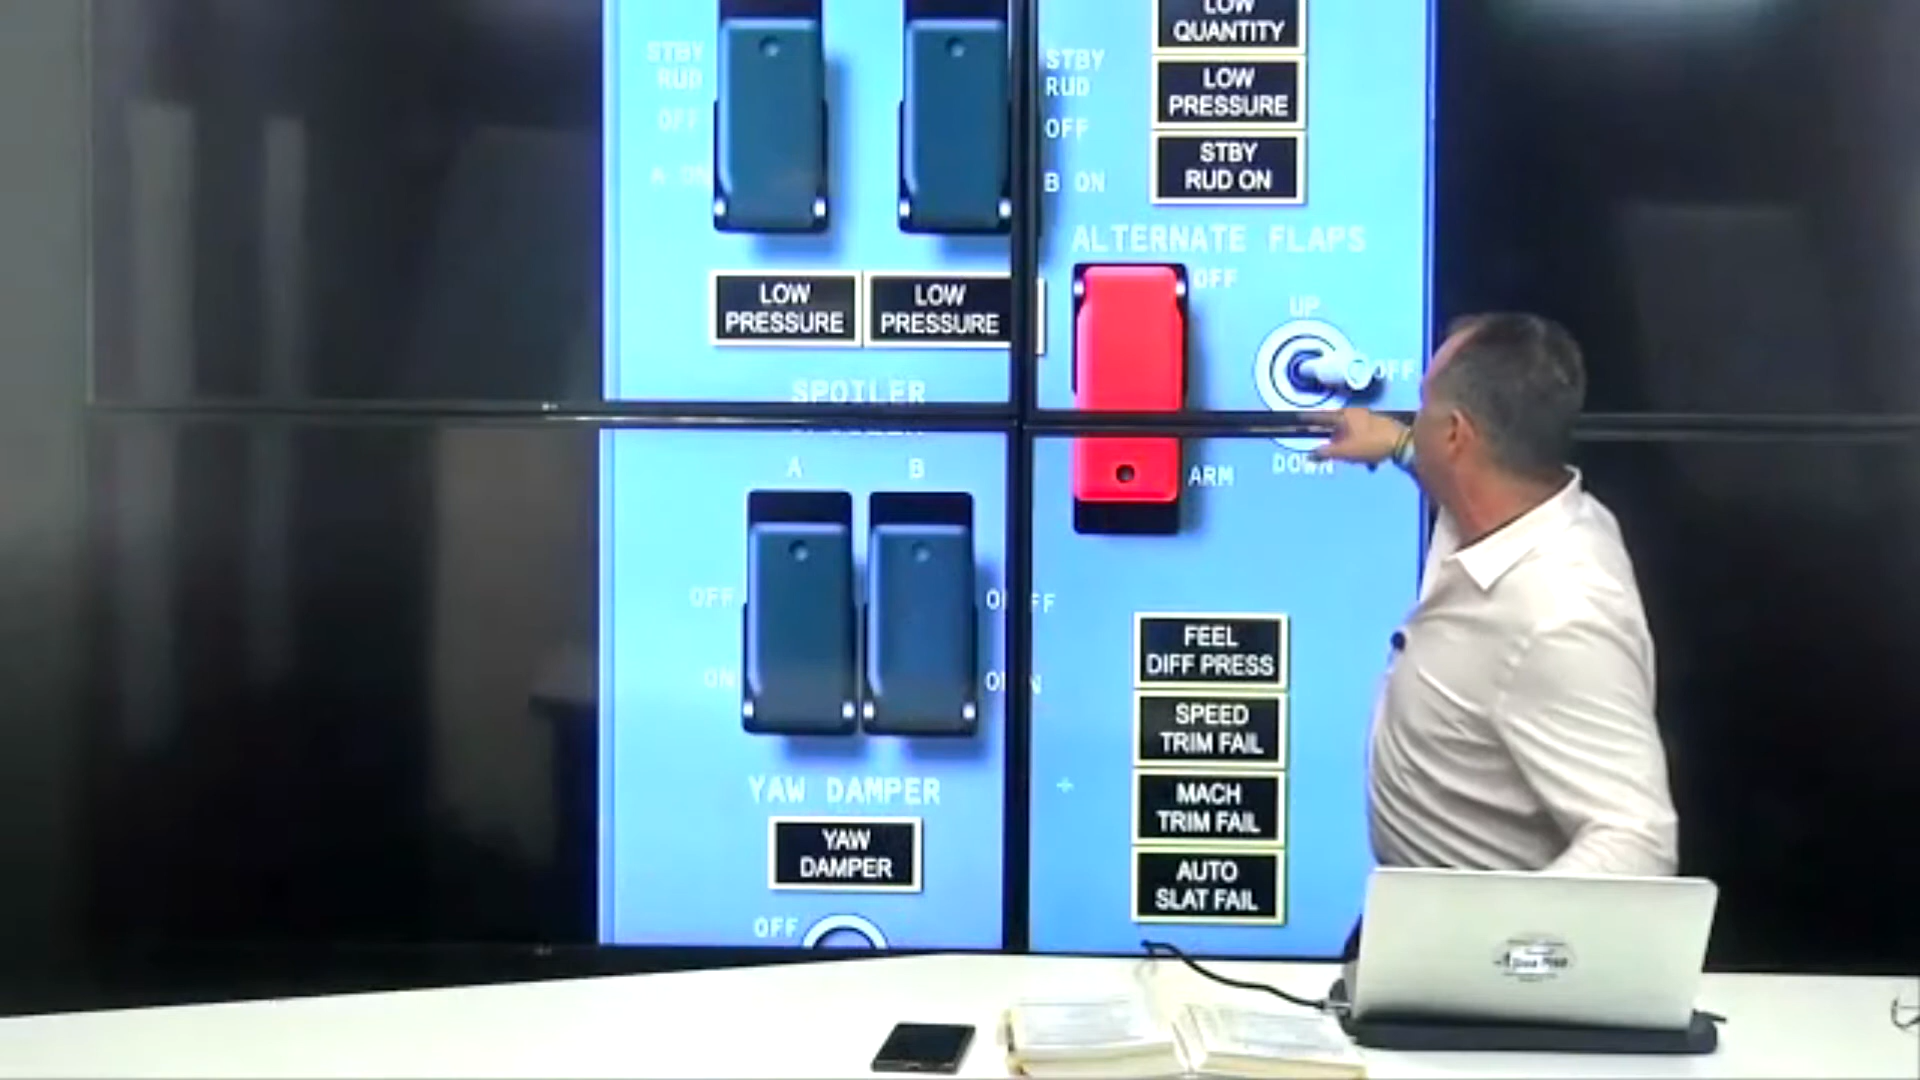 STBY
RUD
OFF
A ON
STBY
RUD
OFF
B ON
LOW
QUANTITY
LOW
PRESSURE
STBY
RUD ON
LOW
PRESSURE
LOW
PRESSURE
ALTERNATE FLAPS
OFF
UP
OFF
ARM
DOWN
SPOILER
A
B
OFF
OFF
ON
ON
YAW DAMPER
YAW
DAMPER
OFF
FEEL
DIFF PRESS
SPEED
TRIM FAIL
MACH
TRIM FAIL
AUTO
SLAT FAIL